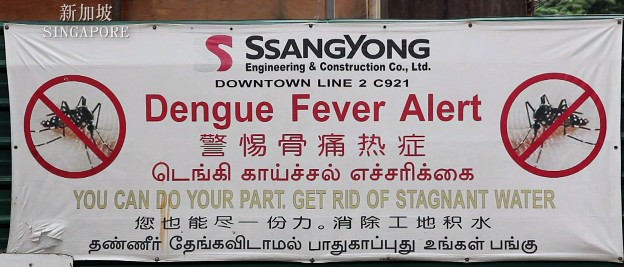 新加坡
SINGAPORE
SSANGYONG
Engineering & Construction Co., Ltd.
DOWNTOWN LINE 2 C921
Dengue Fever Alert
警惕骨痛热症
டெங்கி காய்ச்சல் எச்சரிக்கை
YOU CAN DO YOUR PART. GET RID OF STAGNANT WATER
您也能尽一份力。消除工地积水
தண்ணீர் தேங்கவிடாமல் பாதுகாப்பது உங்கள் பங்கு